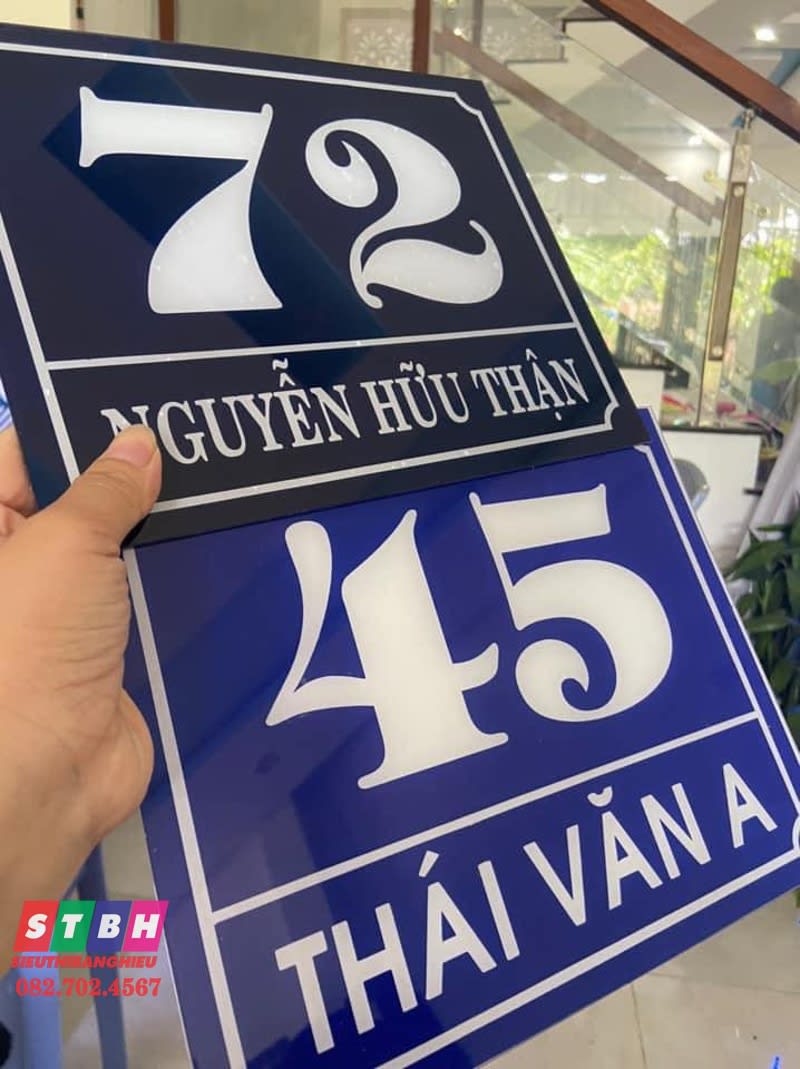 72
NGUYỄN HỮU THẬN
45
THÁI VĂN A
STBH
SIEUTHIBANGHIEU
082.702.4567